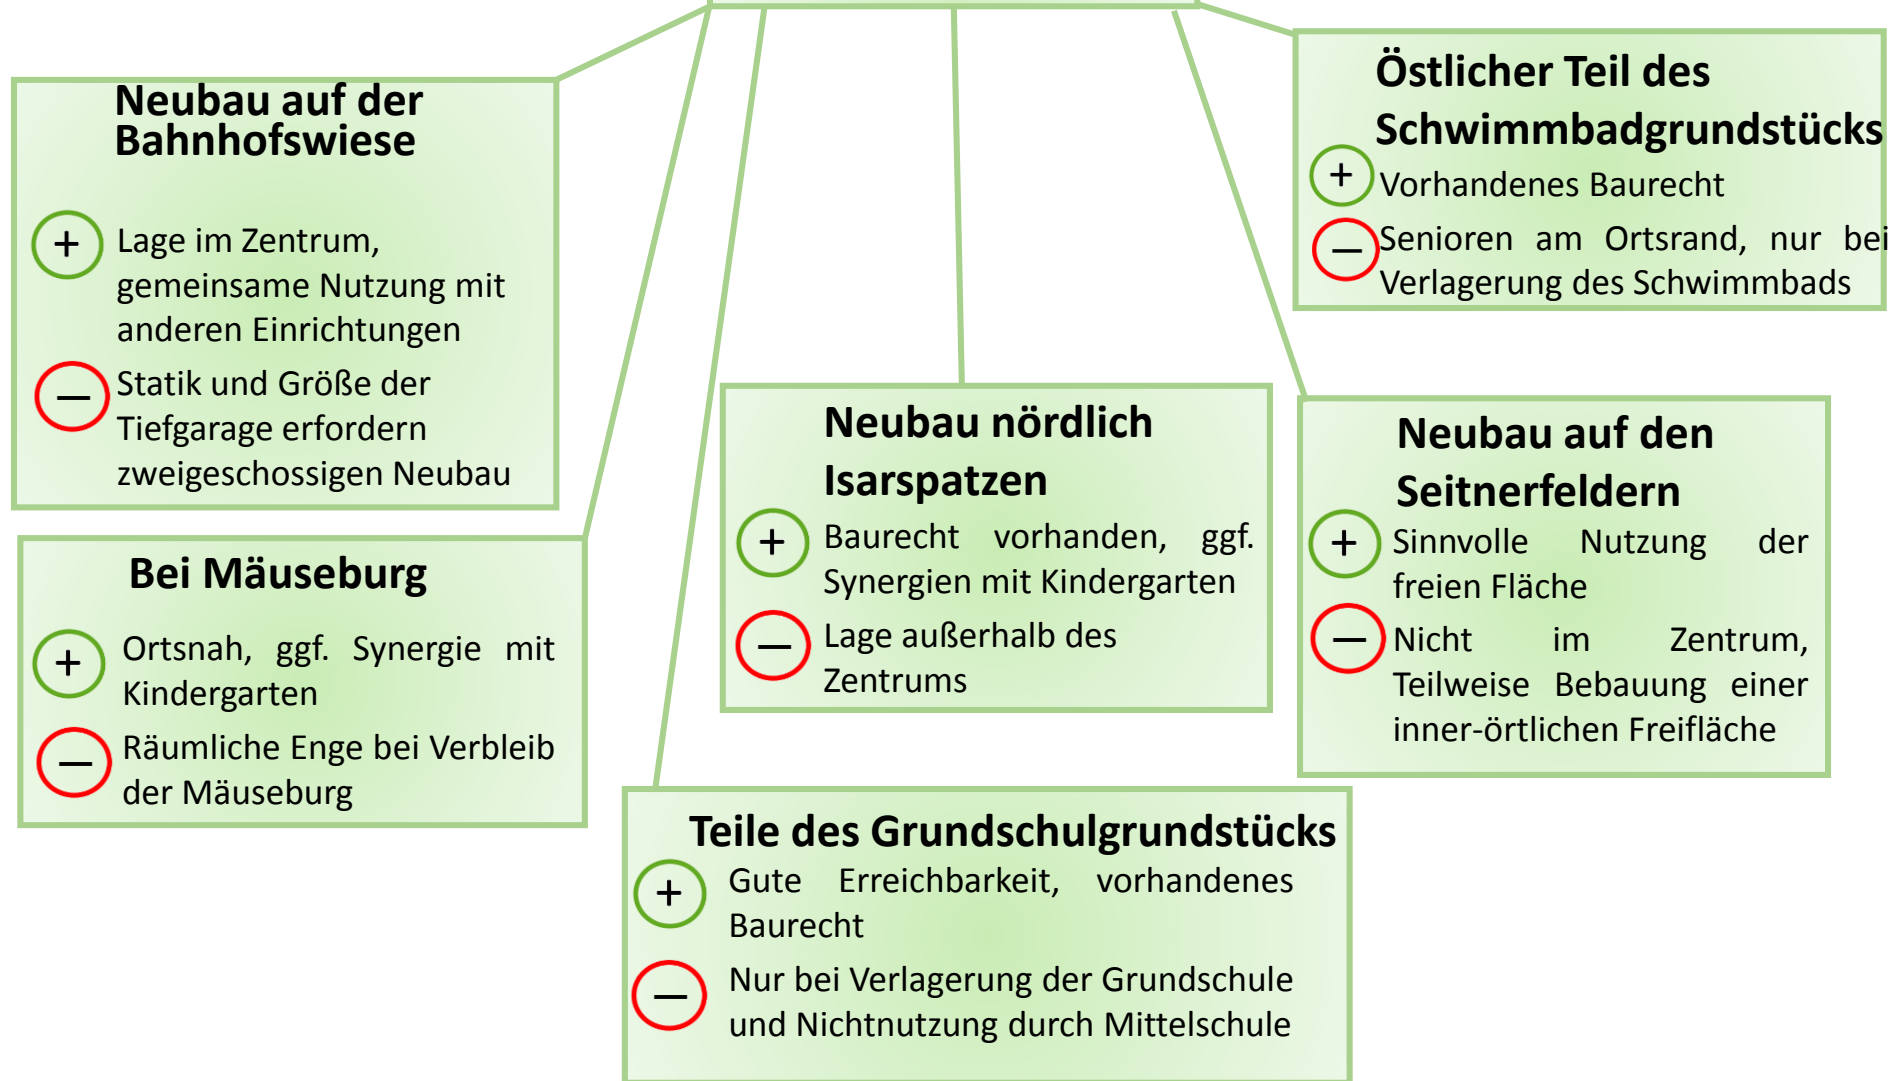 Neubau auf der
Bahnhofswiese
+ Lage im Zentrum,
gemeinsame Nutzung mit
anderen Einrichtungen
– Statik und Größe der
Tiefgarage erfordern
zweigeschossigen Neubau
Bei Mäuseburg
+ Ortsnah, ggf. Synergie mit
Kindergarten
– Räumliche Enge bei Verbleib
der Mäuseburg
Teile des Grundschulgrundstücks
+ Gute Erreichbarkeit, vorhandenes
Baurecht
– Nur bei Verlagerung der Grundschule
und Nichtnutzung durch Mittelschule
Neubau nördlich
Isarspatzen
+ Baurecht vorhanden, ggf.
Synergien mit Kindergarten
– Lage außerhalb des
Zentrums
Neubau auf den
Seitnerfeldern
+ Sinnvolle Nutzung der
freien Fläche
– Nicht im Zentrum,
Teilweise Bebauung einer
inner-örtlichen Freifläche
Östlicher Teil des
Schwimmbadgrundstücks
+ Vorhandenes Baurecht
– Senioren am Ortsrand, nur bei
Verlagerung des Schwimmbads